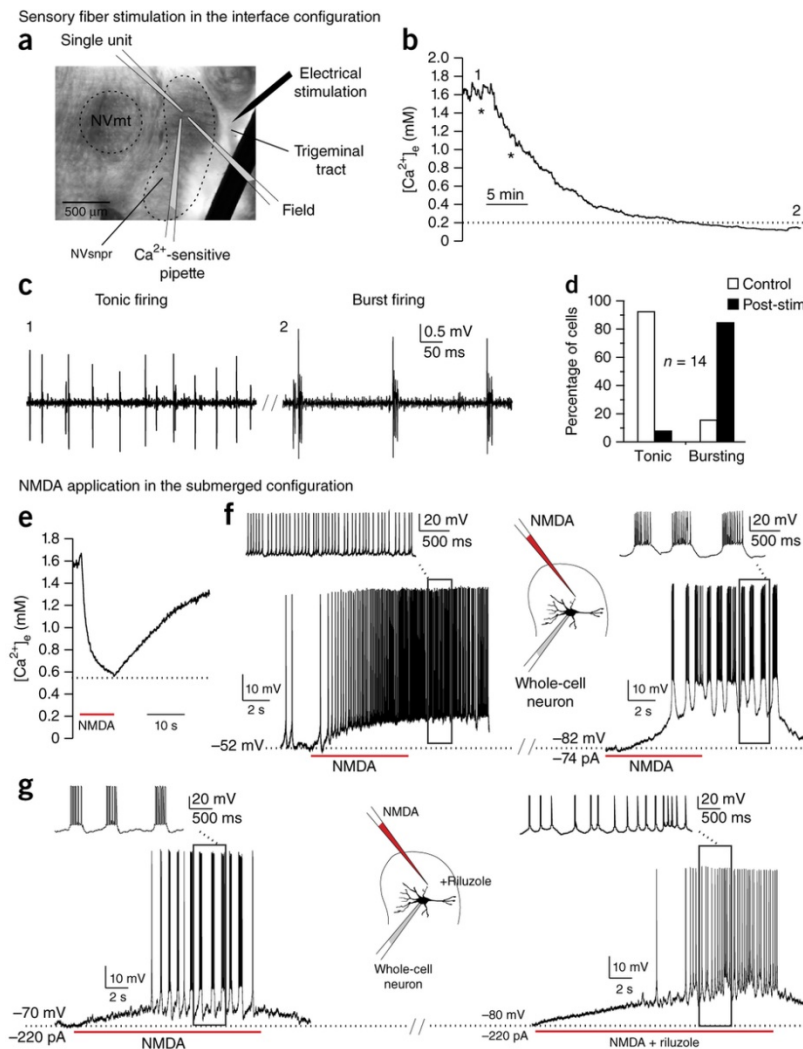 Sensory fiber stimulation in the interface configuration
a
Single unit
NVmt
Electrical
stimulation
Trigeminal
tract
Field
500 µm
NVsnpr
Ca2+-sensitive
pipette
b
[Ca2+]e (mM)
2.0
1.8
1.6
1.4
1.2
1.0
0.8
0.6
0.4
0.2
0
1
*
*
5 min
2
c
Tonic firing
Burst firing
1
2
0.5 mV
50 ms
d
Control
Post-stim
Percentage of cells
100
80
60
40
20
0
n = 14
Tonic
Bursting
NMDA application in the submerged configuration
e
[Ca2+]e (mM)
1.8
1.6
1.4
1.2
1.0
0.8
0.6
0.4
0.2
0
NMDA
10 s
f
20 mV
500 ms
10 mV
2 s
–52 mV
NMDA
NMDA
Whole-cell
neuron
20 mV
500 ms
10 mV
2 s
–82 mV
–74 pA
NMDA
g
20 mV
500 ms
10 mV
2 s
–70 mV
–220 pA
NMDA
NMDA
+Riluzole
Whole-cell
neuron
20 mV
500 ms
10 mV
2 s
–80 mV
–220 pA
NMDA + riluzole